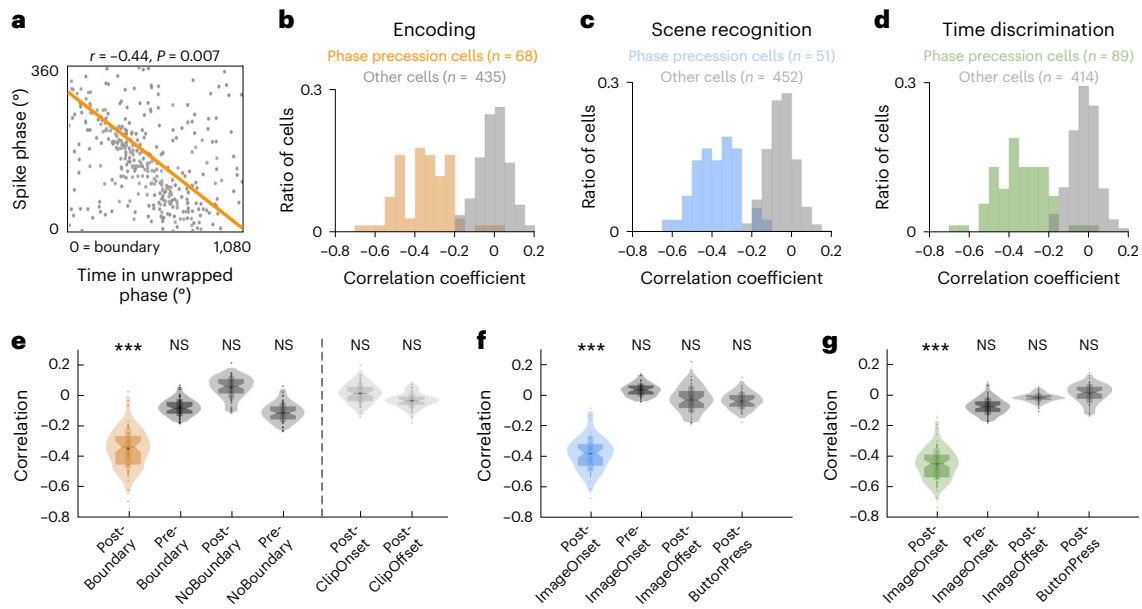 a
r = −0.44, P = 0.007
360
Spike phase (°)
0
0 = boundary
1,080
Time in unwrapped
phase (°)
b
Encoding
Phase precession cells (n = 68)
Other cells (n = 435)
0.3
Ratio of cells
0
−0.8 −0.6 −0.4 −0.2 0 0.2
Correlation coefficient
c
Scene recognition
Phase precession cells (n = 51)
Other cells (n = 452)
0.3
Ratio of cells
0
−0.8 −0.6 −0.4 −0.2 0 0.2
Correlation coefficient
d
Time discrimination
Phase precession cells (n = 89)
Other cells (n = 414)
0.3
Ratio of cells
0
−0.8 −0.6 −0.4 −0.2 0 0.2
Correlation coefficient
e
*** NS NS NS NS NS
0.2
0
−0.2
−0.4
−0.6
−0.8
Correlation
Post-
Boundary
Pre-
Boundary
Post-
NoBoundary
Pre-
NoBoundary
Post-
ClipOnset
Post-
ClipOffset
f
*** NS NS NS
0.2
0
−0.2
−0.4
−0.6
−0.8
Correlation
Post-
ImageOnset
Pre-
ImageOnset
Post-
ImageOffset
Post-
ButtonPress
g
*** NS NS NS
0.2
0
−0.2
−0.4
−0.6
−0.8
Correlation
Post-
ImageOnset
Pre-
ImageOnset
Post-
ImageOffset
Post-
ButtonPress